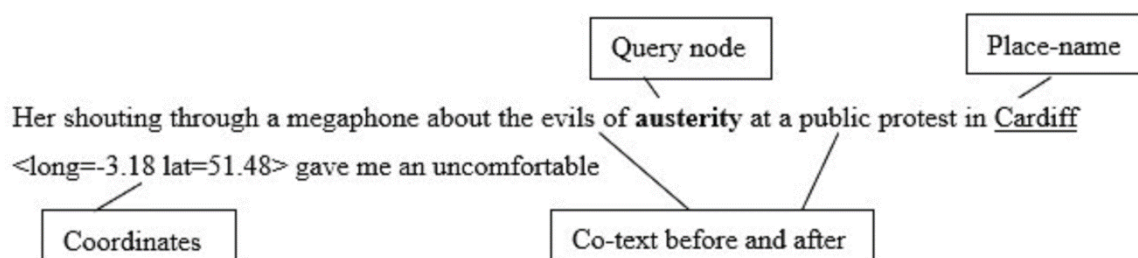 Query node
Place-name
Her shouting through a megaphone about the evils of austerity at a public protest in Cardiff
<long=-3.18 lat=51.48> gave me an uncomfortable
Coordinates
Co-text before and after